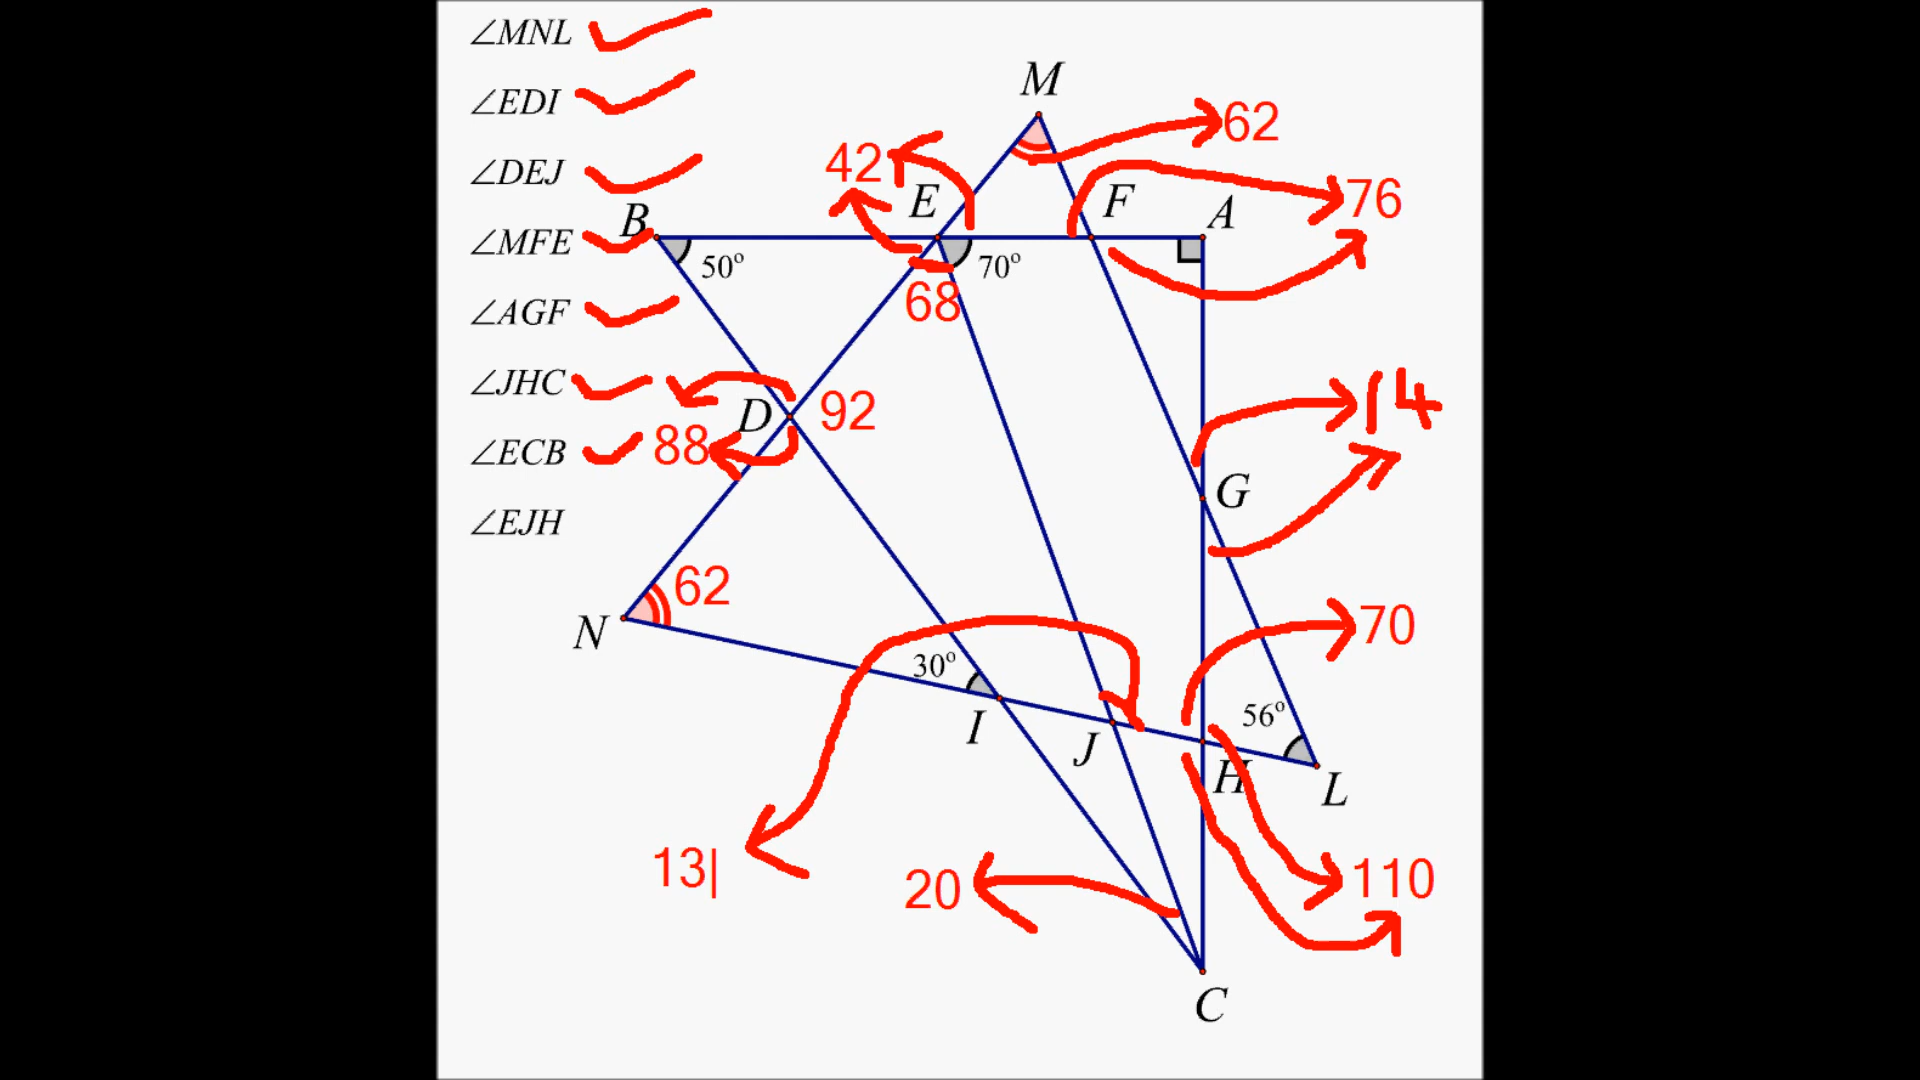 ∠MNL
∠EDI
∠DEJ
∠MFE
∠AGF
∠JHC
∠ECB
∠EJH
M
62
42
E
F
76
B
A
50°
70°
68
14
D
92
88
G
62
N
70
30°
56°
I
J
H
L
13|
20
110
C